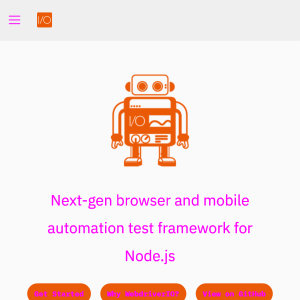 I/O
I/O
Next-gen browser and mobile
automation test framework for
Node.js
Get Started
Why WebdriverIO?
View on GitHub